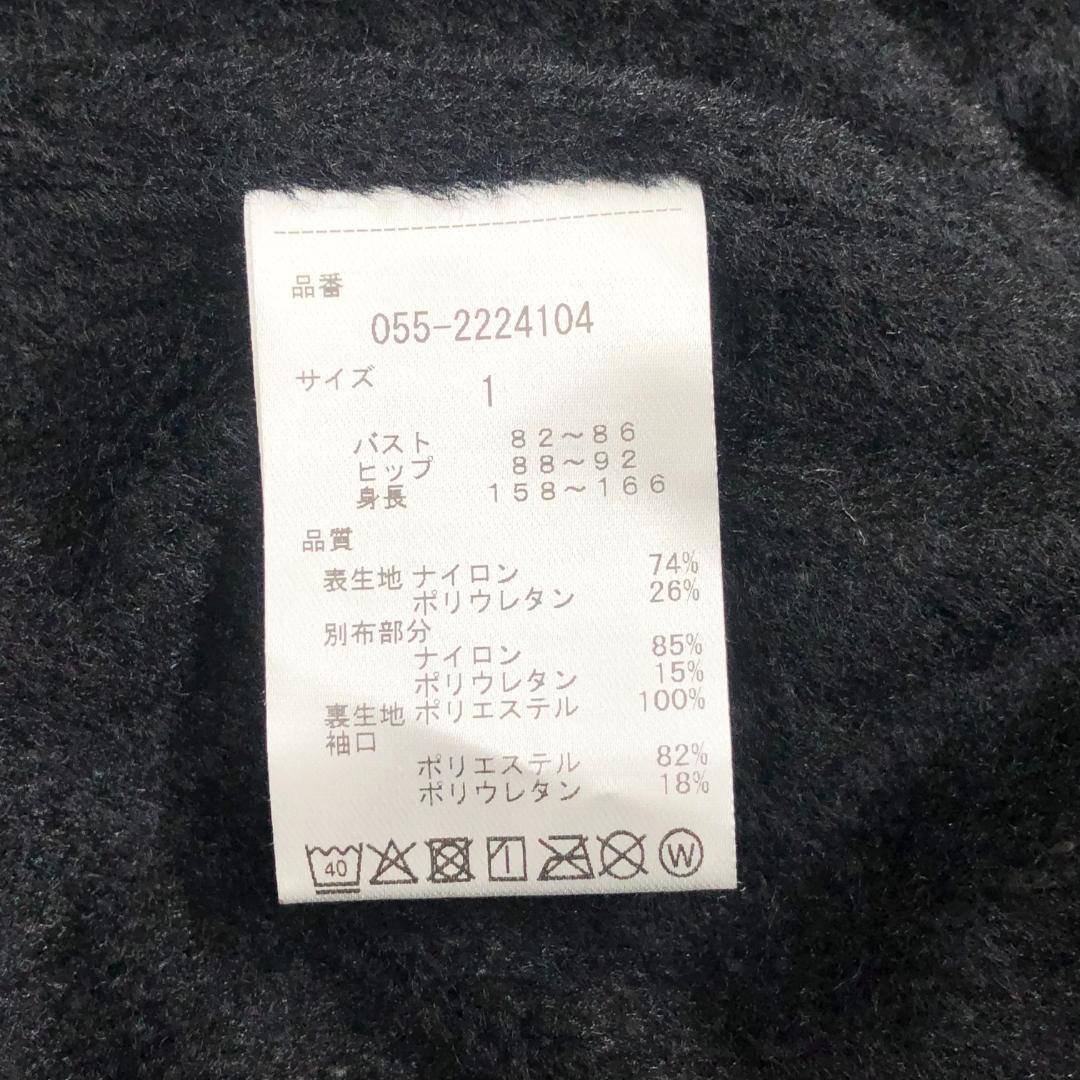 品番
055-2224104
サイズ 1
バスト 82～86
ヒップ 88～92
身長 158～166
品質
表生地 ナイロン 74%
ポリウレタン 26%
別布部分
ナイロン 85%
ポリウレタン 15%
裏生地 ポリエステル 100%
袖口
ポリエステル 82%
ポリウレタン 18%
40 W